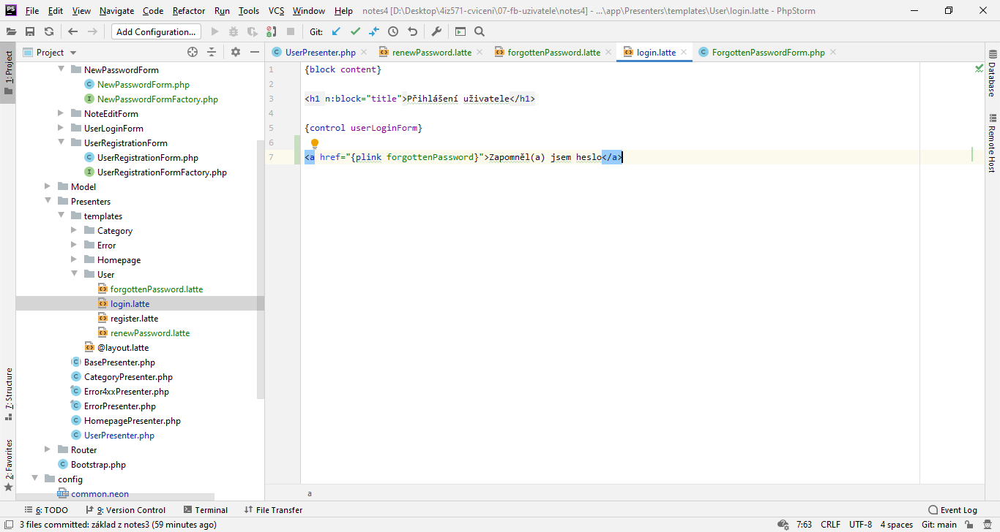 PS File Edit View Navigate Code Refactor Run Tools VCS Window Help notes4 [D:\Desktop\4iz571-cviceni\07-fb-uzivatele\notes4] - ...\app\Presenters\templates\User\login.latte - PhpStorm
Add Configuration... Git:
Project
UserPresenter.php renewPassword.latte forgottenPassword.latte login.latte ForgottenPasswordForm.php
1: Project
7: Structure
2: Favorites
NewPasswordForm
NewPasswordForm.php
NewPasswordFormFactory.php
NoteEditForm
UserLoginForm
UserRegistrationForm
UserRegistrationForm.php
UserRegistrationFormFactory.php
Model
Presenters
templates
Category
Error
Homepage
User
forgottenPassword.latte
login.latte
register.latte
renewPassword.latte
@layout.latte
BasePresenter.php
CategoryPresenter.php
Error4xxPresenter.php
ErrorPresenter.php
HomepagePresenter.php
UserPresenter.php
Router
Bootstrap.php
config
common.neon
1 {block content}
2
3 <h1 n:block="title">Přihlášení uživatele</h1>
4
5 {control userLoginForm}
6
7 <a href="{plink forgottenPassword}">Zapomněl(a) jsem heslo</a>
a
Database
Remote Host
6: TODO 9: Version Control Terminal File Transfer Event Log
3 files committed: základ z notes3 (59 minutes ago) 7:63 CRLF UTF-8 4 spaces Git: main